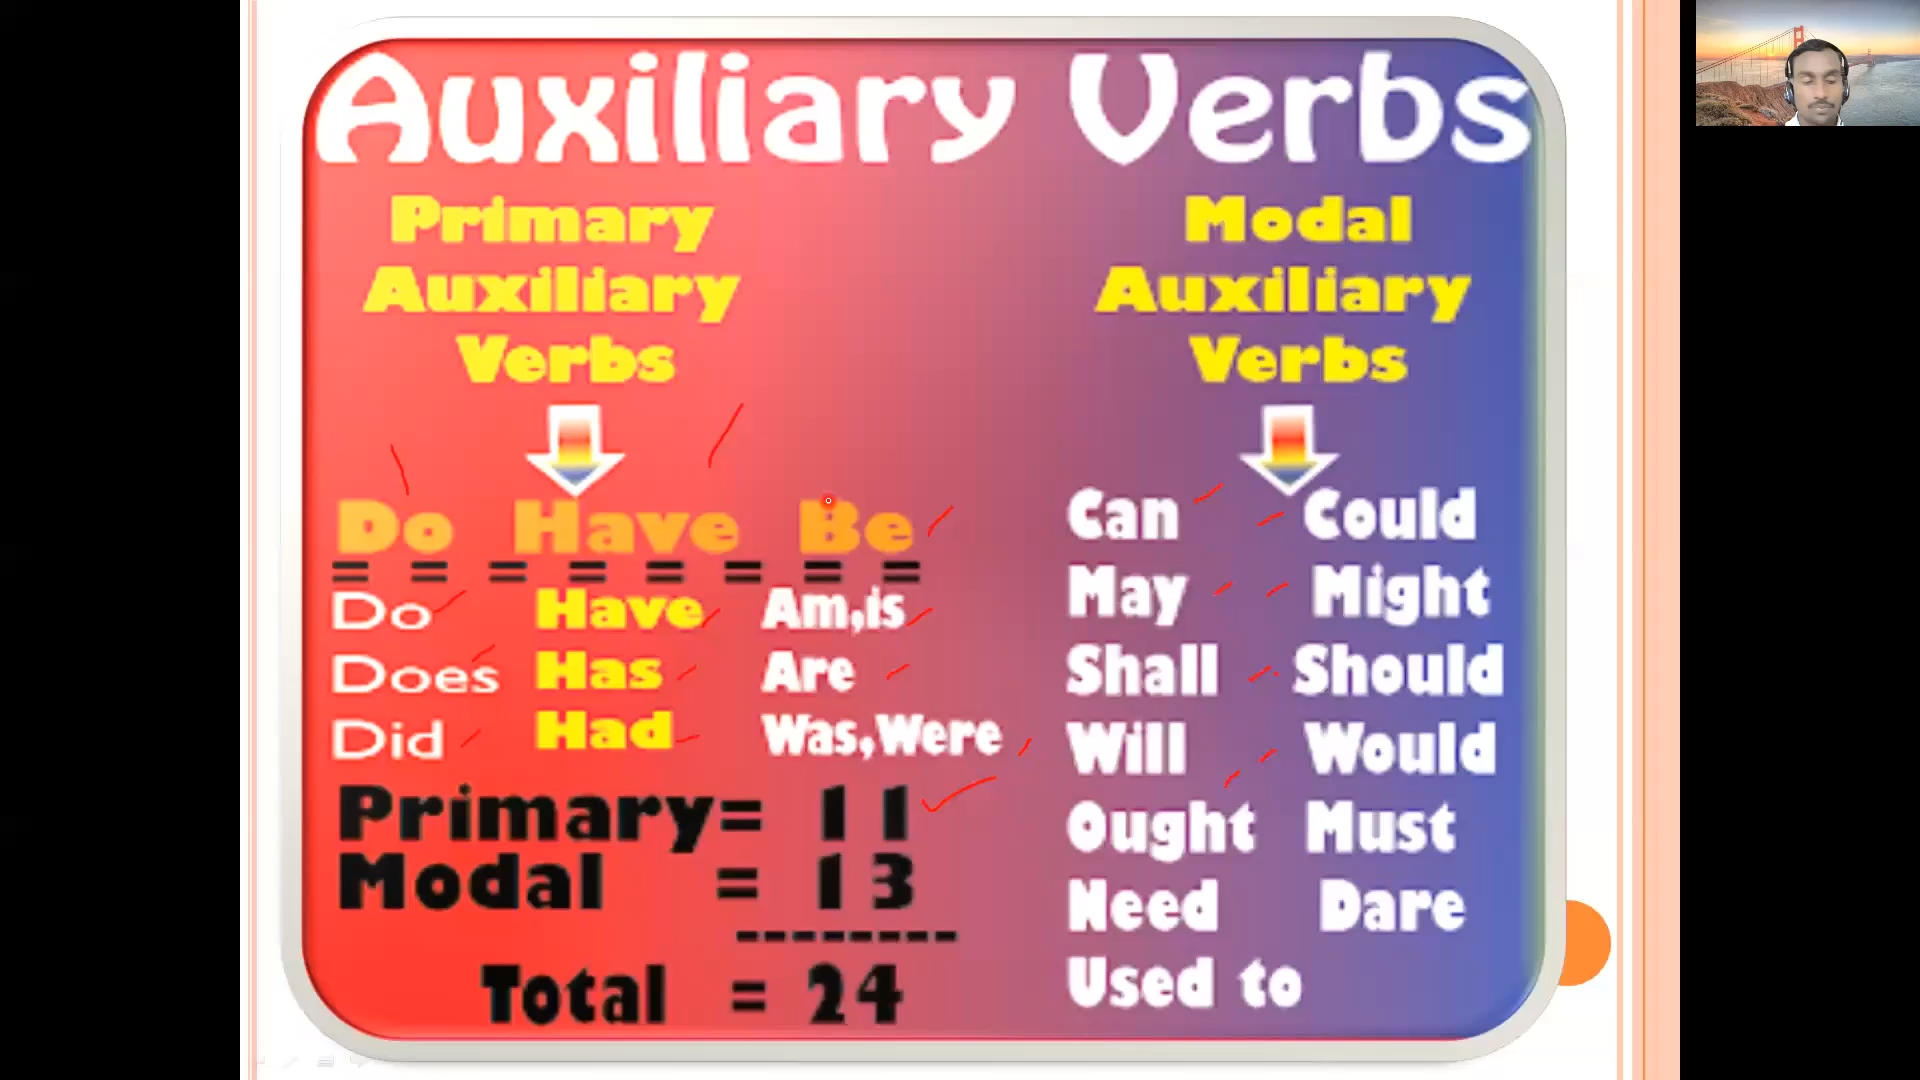 Auxiliary Verbs
Primary
Auxiliary
Verbs
Do Have Be
= = = = = = = =
Do Have Am,is
Does Has Are
Did Had Was,Were
Primary= 11
Modal = 13
--------
Total = 24
Modal
Auxiliary
Verbs
Can Could
May Might
Shall Should
Will Would
Ought Must
Need Dare
Used to